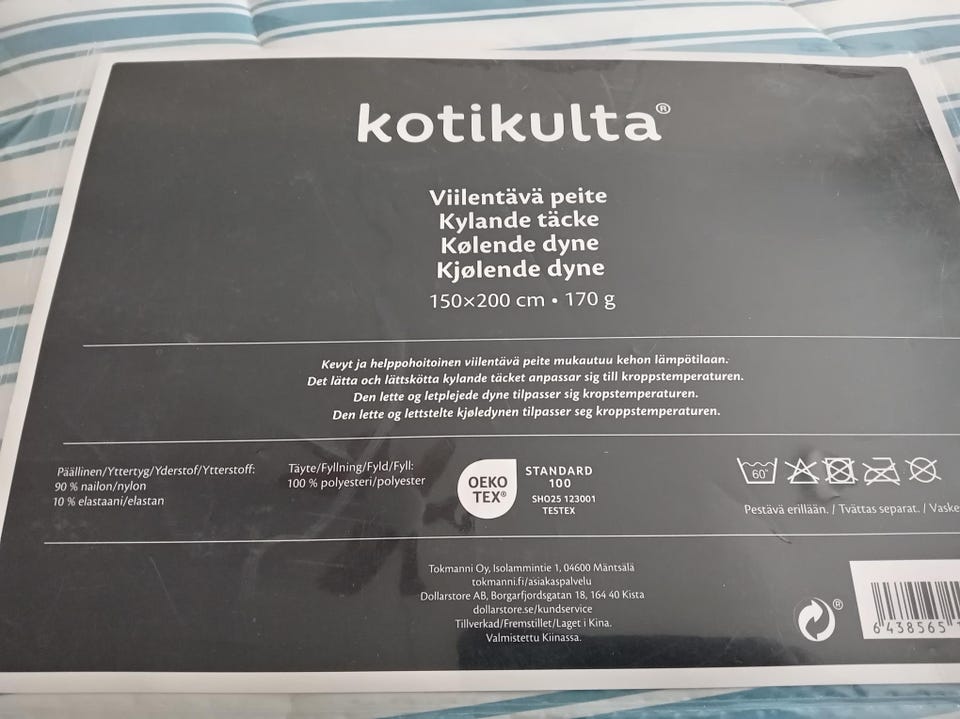 kotikulta®
Viilentävä peite
Kylande täcke
Kølende dyne
Kjølende dyne
150×200 cm • 170 g
Kevyt ja helppohoitoinen viilentävä peite mukautuu kehon lämpötilaan.
Det lätta och lättskötta kylande täcket anpassar sig till kroppstemperaturen.
Den lette og letplejede dyne tilpasser sig kropstemperaturen.
Den lette og lettstelte kjøledynen tilpasser seg kroppstemperaturen.
Päällinen/Yttertyg/Yderstof/Ytterstoff:
90 % nailon/nylon
10 % elastaani/elastan
Täyte/Fyllning/Fyld/Fyll:
100 % polyesteri/polyester
OEKO
TEX®
STANDARD
100
SHO25 123001
TESTEX
60°
Pestävä erillään. / Tvättas separat. / Vaske
Tokmanni Oy, Isolammintie 1, 04600 Mäntsälä
tokmanni.fi/asiakaspalvelu
Dollarstore AB, Borgarfjordsgatan 18, 164 40 Kista
dollarstore.se/kundservice
Tillverkad/Fremstillet/Laget i Kina.
Valmistettu Kiinassa.
®
6 438565